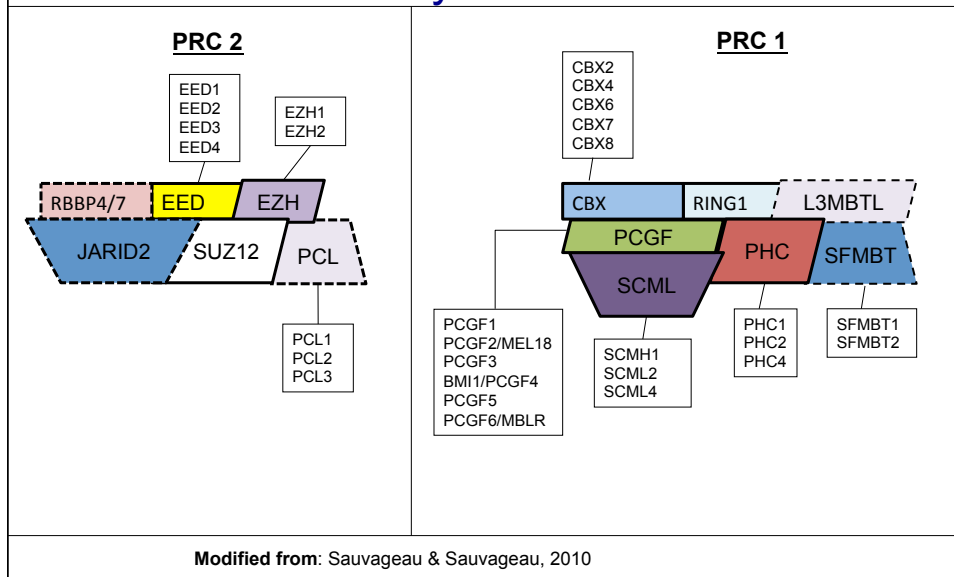 PRC 2
PRC 1
EED1
EED2
EED3
EED4
EZH1
EZH2
RBBP4/7
EED
EZH
JARID2
SUZ12
PCL
PCL1
PCL2
PCL3
CBX2
CBX4
CBX6
CBX7
CBX8
CBX
RING1
L3MBTL
PCGF
PHC
SFMBT
SCML
PCGF1
PCGF2/MEL18
PCGF3
BMI1/PCGF4
PCGF5
PCGF6/MBLR
SCMH1
SCML2
SCML4
PHC1
PHC2
PHC4
SFMBT1
SFMBT2
Modified from: Sauvageau & Sauvageau, 2010